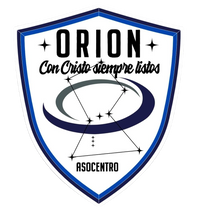 ORION
Con Cristo siempre listos
ASOCENTRO